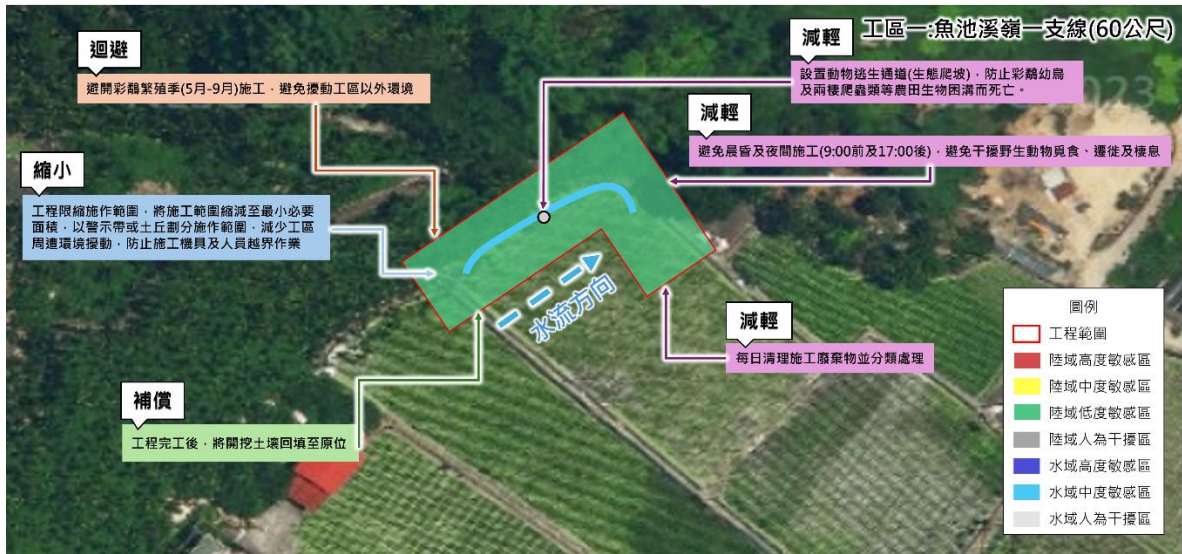 工區一:魚池溪嶺一支線(60公尺)
迴避
避開彩鷸繁殖季(5月-9月)施工，避免擾動工區以外環境
減輕
設置動物逃生通道(生態爬坡)，防止彩鷸幼鳥
及兩棲爬蟲類等農田生物困溝而死亡。
2023
減輕
避免晨昏及夜間施工(9:00前及17:00後)，避免干擾野生動物覓食、遷徙及棲息
縮小
工程限縮施作範圍，將施工範圍縮減至最小必要
面積，以警示帶或土丘劃分施作範圍，減少工區
周遭環境擾動，防止施工機具及人員越界作業
水流方向
減輕
每日清理施工廢棄物並分類處理
補償
工程完工後，將開挖土壤回填至原位
圖例
工程範圍
陸域高度敏感區
陸域中度敏感區
陸域低度敏感區
陸域人為干擾區
水域高度敏感區
水域中度敏感區
水域人為干擾區